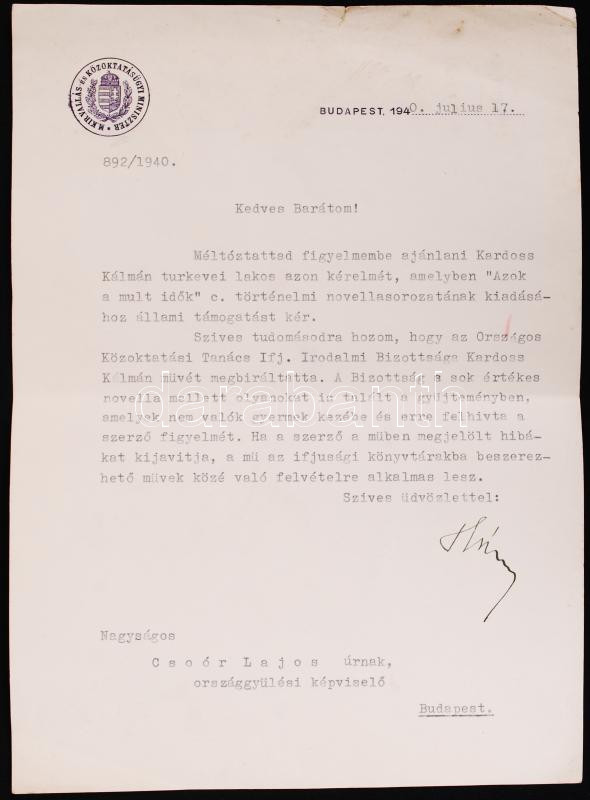 M. KIR. VALLÁS- ÉS KÖZOKTATÁSÜGYI MINISZTER
BUDAPEST, 1940. julius 17.
892/1940.
Kedves Barátom!
Méltóztattad figyelmembe ajánlani Kardoss
Kálmán turkevei lakos azon kérelmét, amelyben "Azok
a mult idők" c. történelmi novellasorozatának kiadásá-
hoz állami támogatást kér.
Szives tudomásodra hozom, hogy az Országos
Közoktatási Tanács Ifj. Irodalmi Bizottsága Kardoss
Kálmán művét megbiráltatta. A Bizottság a sok értékes
novella mellett olyanokat is talált a gyüjteményben,
amelyek nem valók gyermek kezébe és erre felhivta a
szerző figyelmét. Ha a szerző a műben megjelölt hibá-
kat kijavitja, a mü az ifjusági könyvtárakba beszerez-
hető müvek közé való felvételre alkalmas lesz.
Szives üdvözlettel:
Nagyságos
Csoór Lajos úrnak,
országgyülési képviselő
Budapest.
darabanth